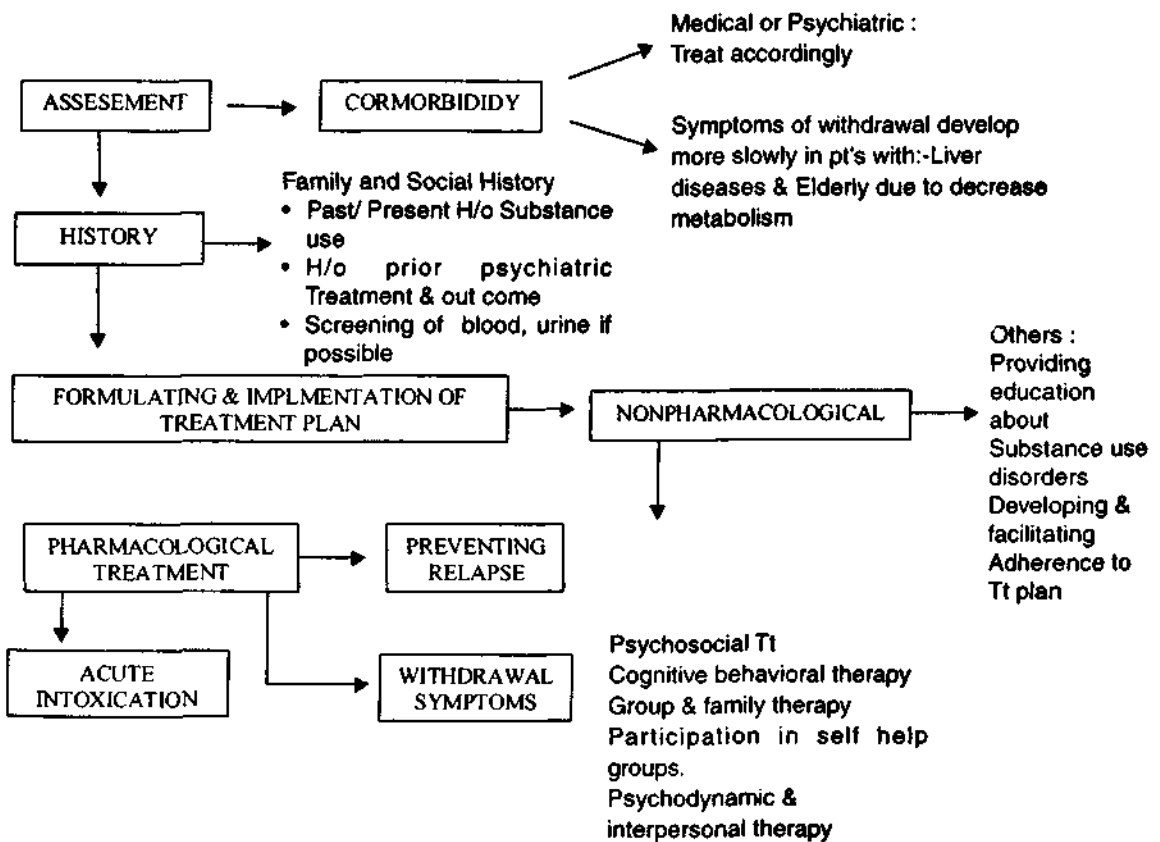 Medical or Psychiatric :
Treat accordingly
ASSESEMENT
CORMORBIDIDY
Symptoms of withdrawal develop
more slowly in pt's with:-Liver
diseases & Elderly due to decrease
metabolism
Family and Social History
• Past/ Present H/o Substance
use
• H/o prior psychiatric
Treatment & out come
• Screening of blood, urine if
possible
HISTORY
FORMULATING & IMPLMENTATION OF
TREATMENT PLAN
NONPHARMACOLOGICAL
Others :
Providing
education
about
Substance use
disorders
Developing &
facilitating
Adherence to
Tt plan
PHARMACOLOGICAL
TREATMENT
PREVENTING
RELAPSE
ACUTE
INTOXICATION
WITHDRAWAL
SYMPTOMS
Psychosocial Tt
Cognitive behavioral therapy
Group & family therapy
Participation in self help
groups.
Psychodynamic &
interpersonal therapy